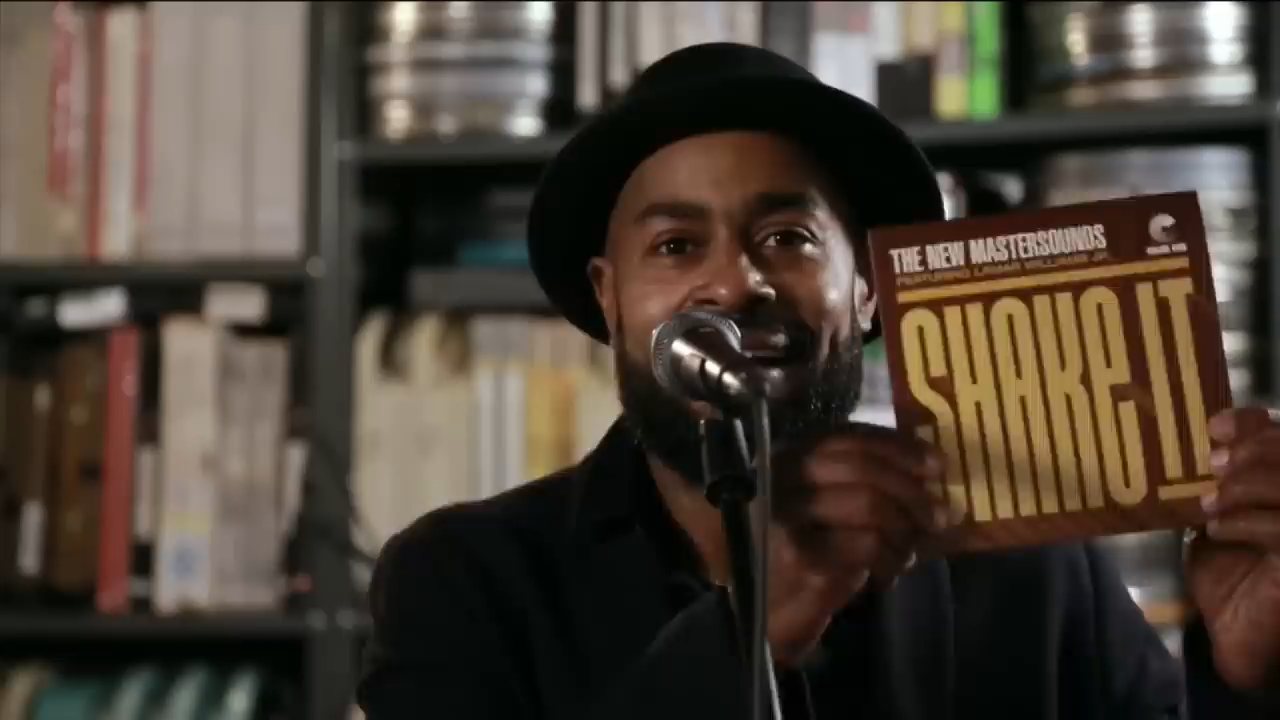 THE NEW MASTERSOUNDS
FEATURING LAMAR WILLIAMS JR.
SHAKE IT